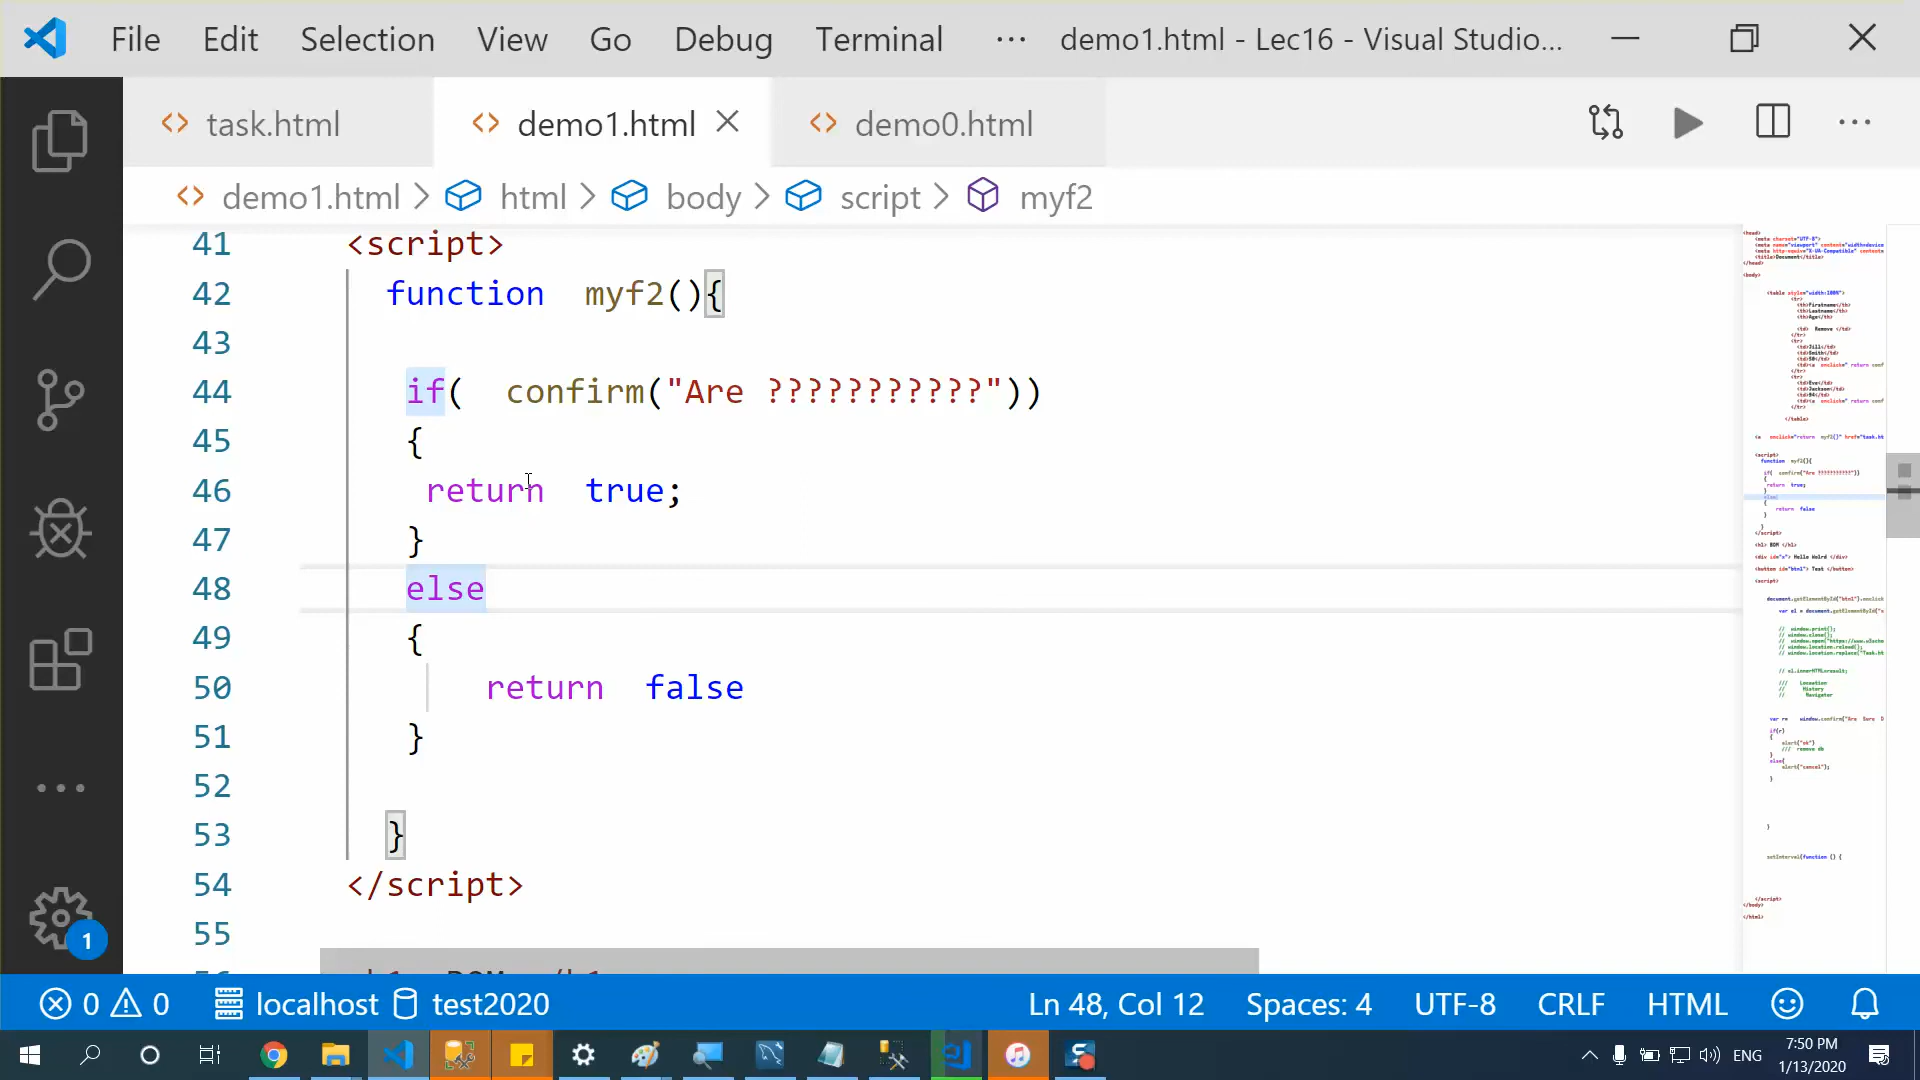 File Edit Selection View Go Debug Terminal ··· demo1.html - Lec16 - Visual Studio...
task.html demo1.html demo0.html
demo1.html > html > body > script > myf2
41 <script>
42 function myf2(){
43
44 if( confirm("Are ???????????"))
45 {
46 return true;
47 }
48 else
49 {
50 return false
51 }
52
53 }
54 </script>
55
1
0 0 localhost test2020 Ln 48, Col 12 Spaces: 4 UTF-8 CRLF HTML
ENG 7:50 PM
1/13/2020